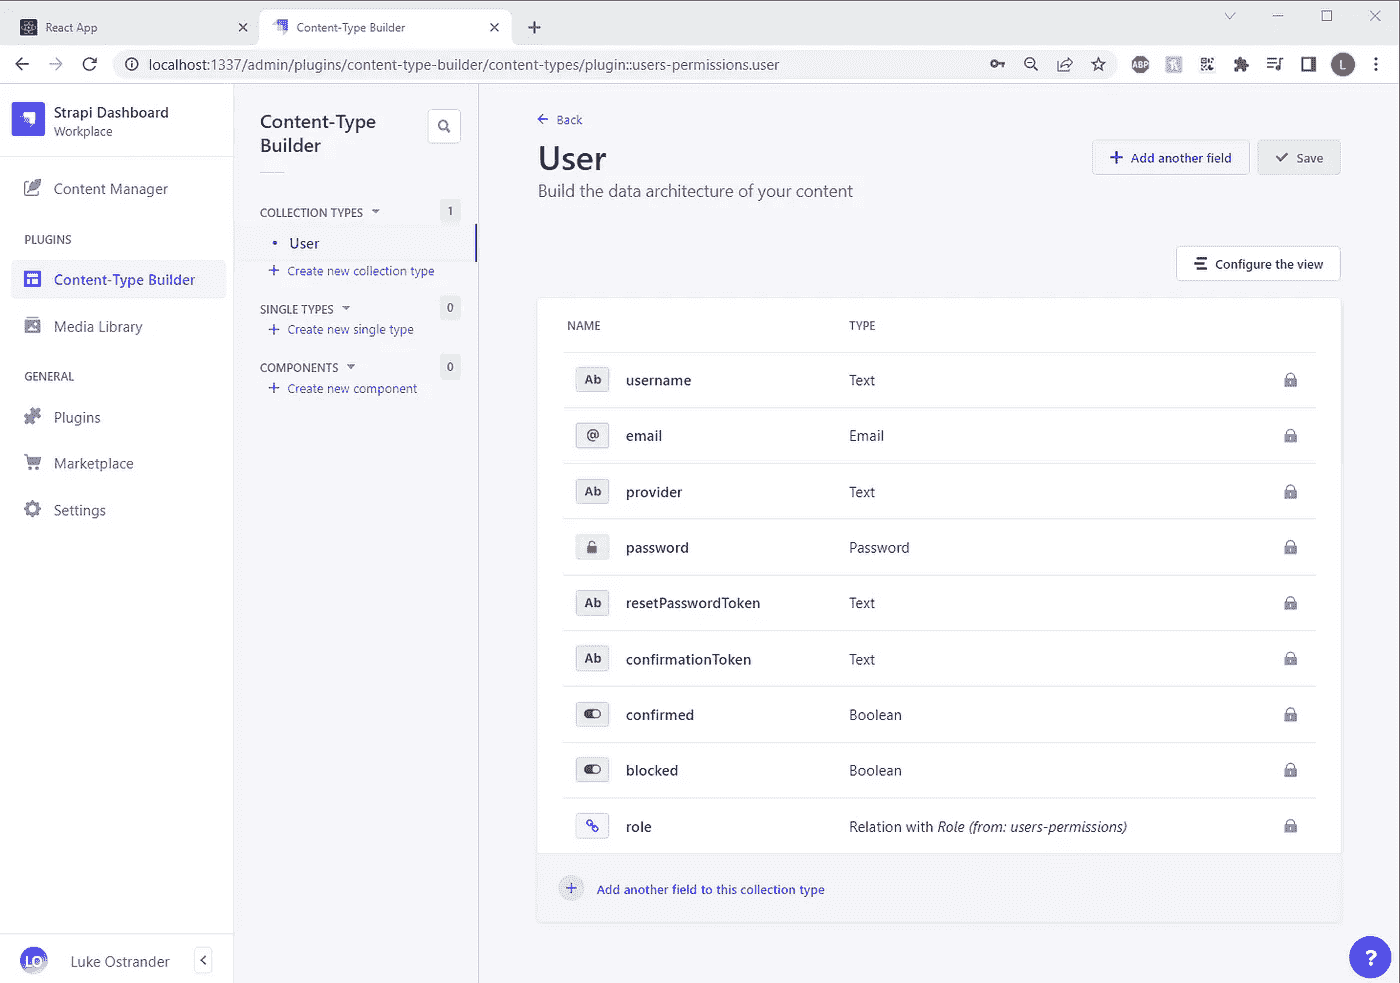 React App
Content-Type Builder
localhost:1337/admin/plugins/content-type-builder/content-types/plugin::users-permissions.user
ABP
L
Strapi Dashboard
Workplace
Content Manager
PLUGINS
Content-Type Builder
Media Library
GENERAL
Plugins
Marketplace
Settings
LO
Luke Ostrander
Content-Type
Builder
COLLECTION TYPES 1
User
Create new collection type
SINGLE TYPES 0
Create new single type
COMPONENTS 0
Create new component
Back
User
Build the data architecture of your content
Add another field
Save
Configure the view
NAME TYPE
Ab username Text
@ email Email
Ab provider Text
password Password
Ab resetPasswordToken Text
Ab confirmationToken Text
confirmed Boolean
blocked Boolean
role Relation with Role (from: users-permissions)
Add another field to this collection type
?